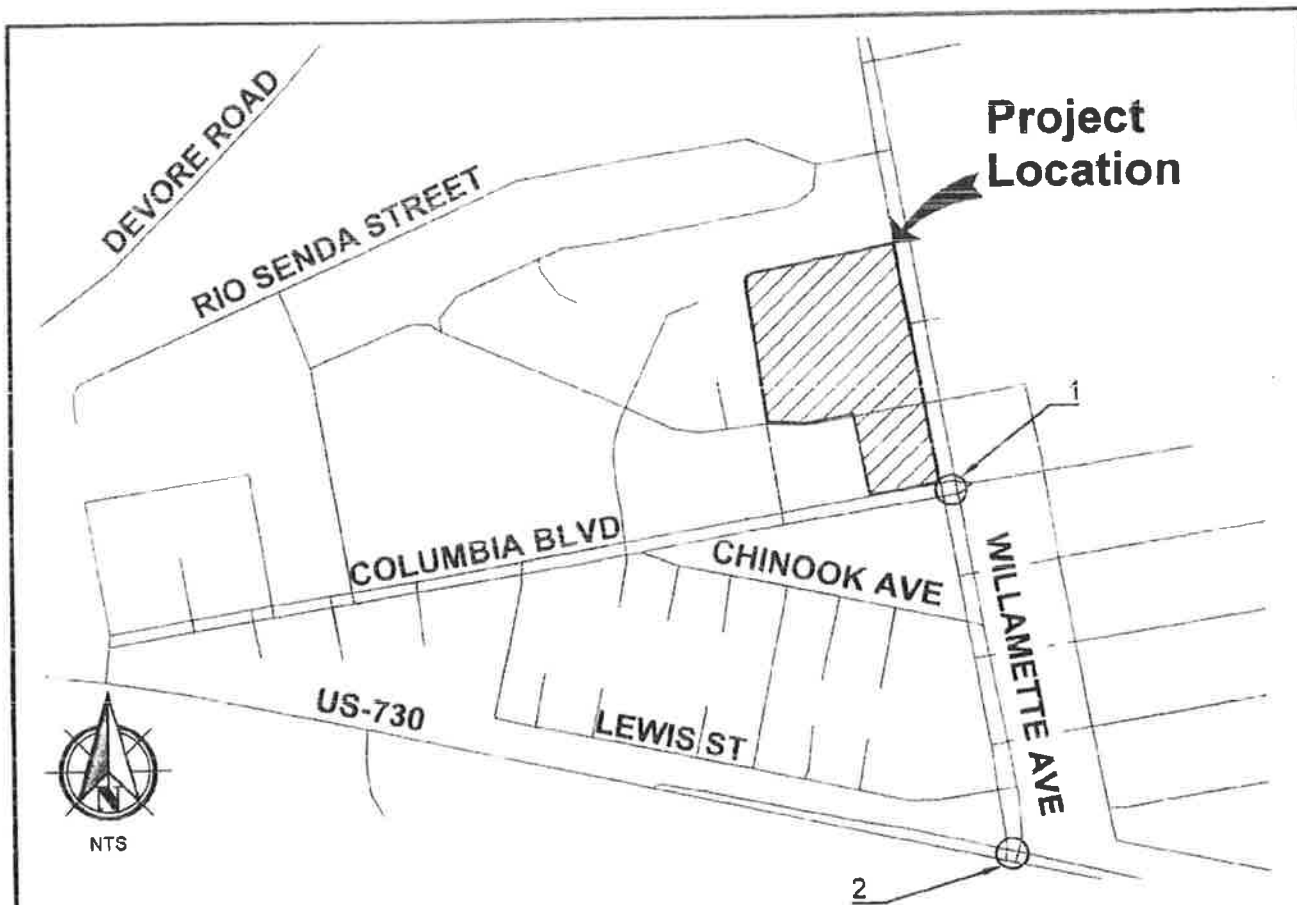 DEVORE ROAD
RIO SENDA STREET
Project
Location
1
COLUMBIA BLVD
CHINOOK AVE
WILLAMETTE AVE
US-730
LEWIS ST
N
NTS
2